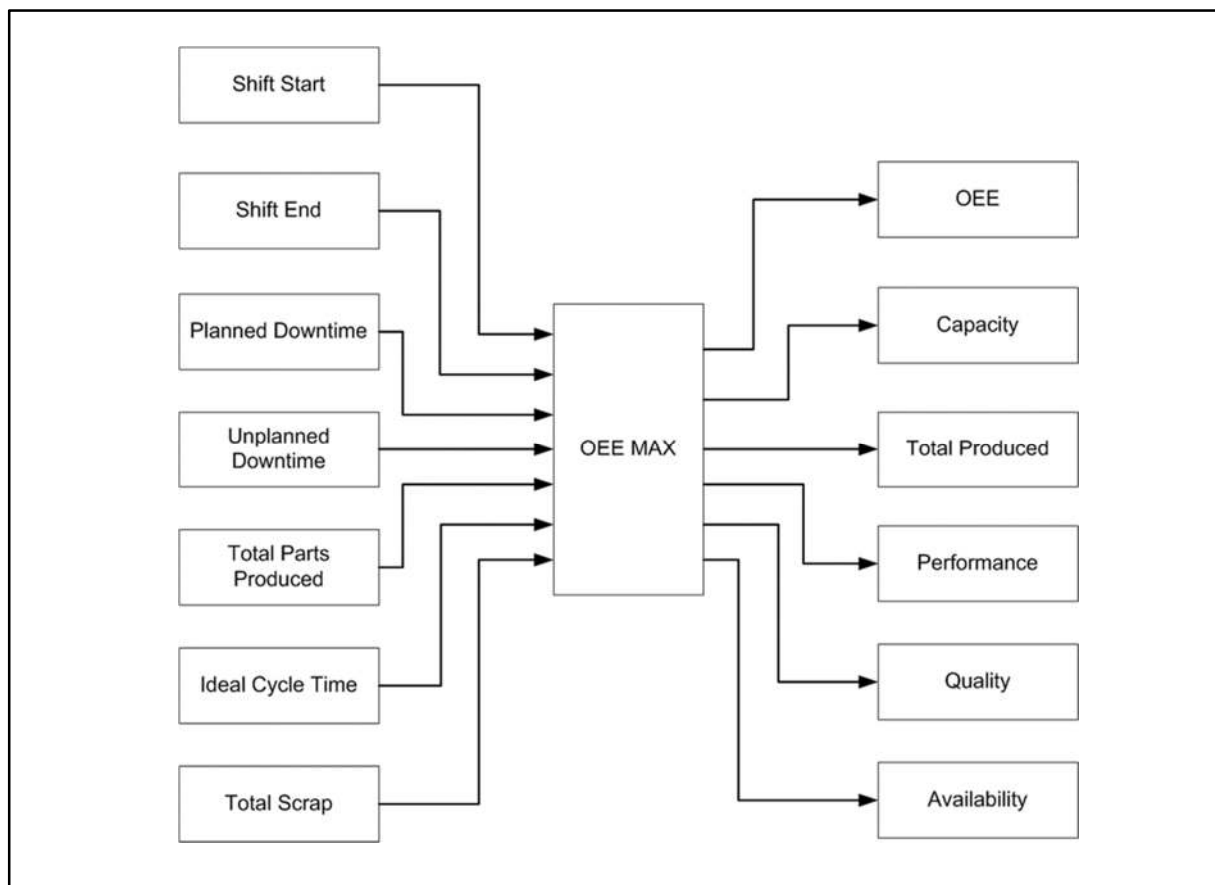 Shift Start
Shift End
Planned Downtime
Unplanned
Downtime
Total Parts
Produced
Ideal Cycle Time
Total Scrap
OEE MAX
OEE
Capacity
Total Produced
Performance
Quality
Availability